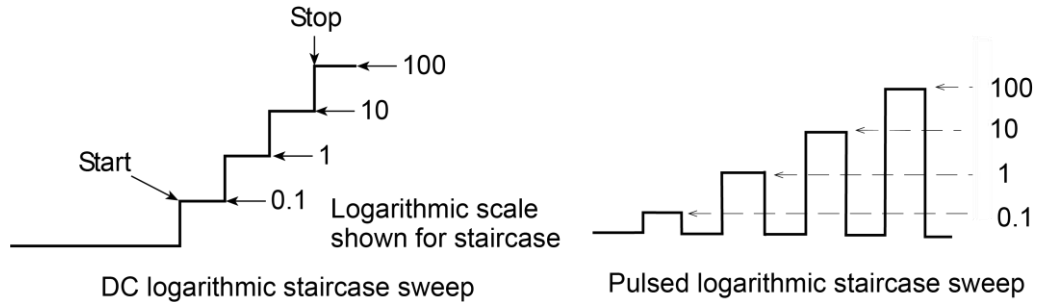 Stop
100
10
Start
1
0.1
Logarithmic scale
shown for staircase
DC logarithmic staircase sweep
100
10
1
0.1
Pulsed logarithmic staircase sweep